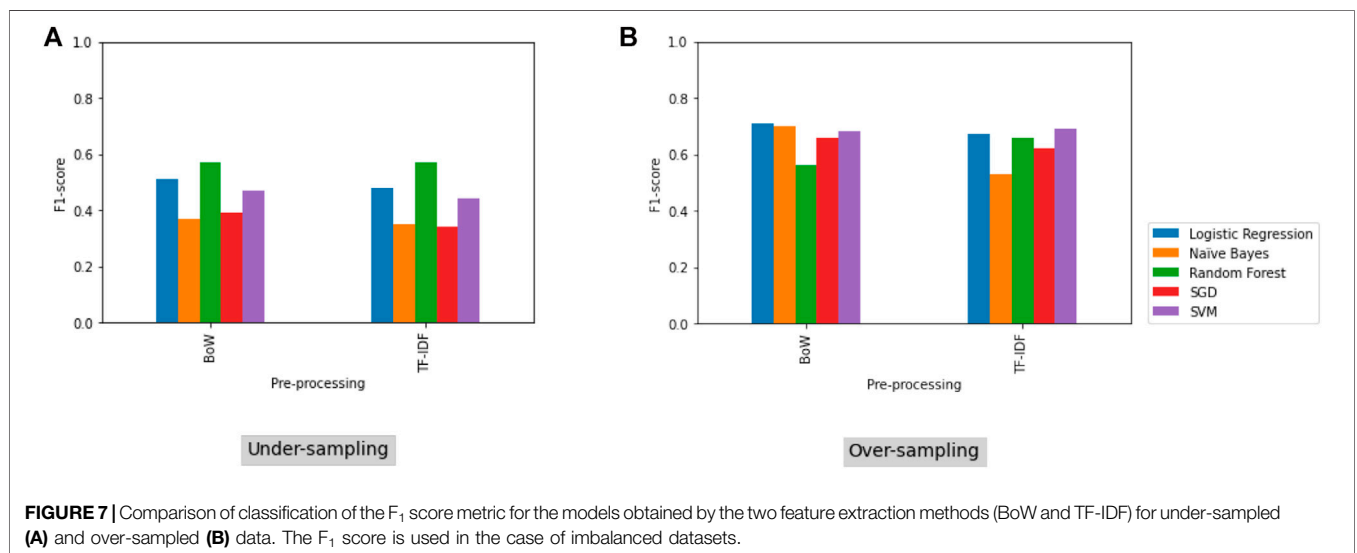 A
1.0
0.8
0.6
0.4
0.2
0.0
F1-score
BoW
TF-IDF
Pre-processing
Under-sampling
B
1.0
0.8
0.6
0.4
0.2
0.0
F1-score
BoW
TF-IDF
Pre-processing
Over-sampling
Logistic Regression
Naïve Bayes
Random Forest
SGD
SVM
FIGURE 7 | Comparison of classification of the F1 score metric for the models obtained by the two feature extraction methods (BoW and TF-IDF) for under-sampled
(A) and over-sampled (B) data. The F1 score is used in the case of imbalanced datasets.